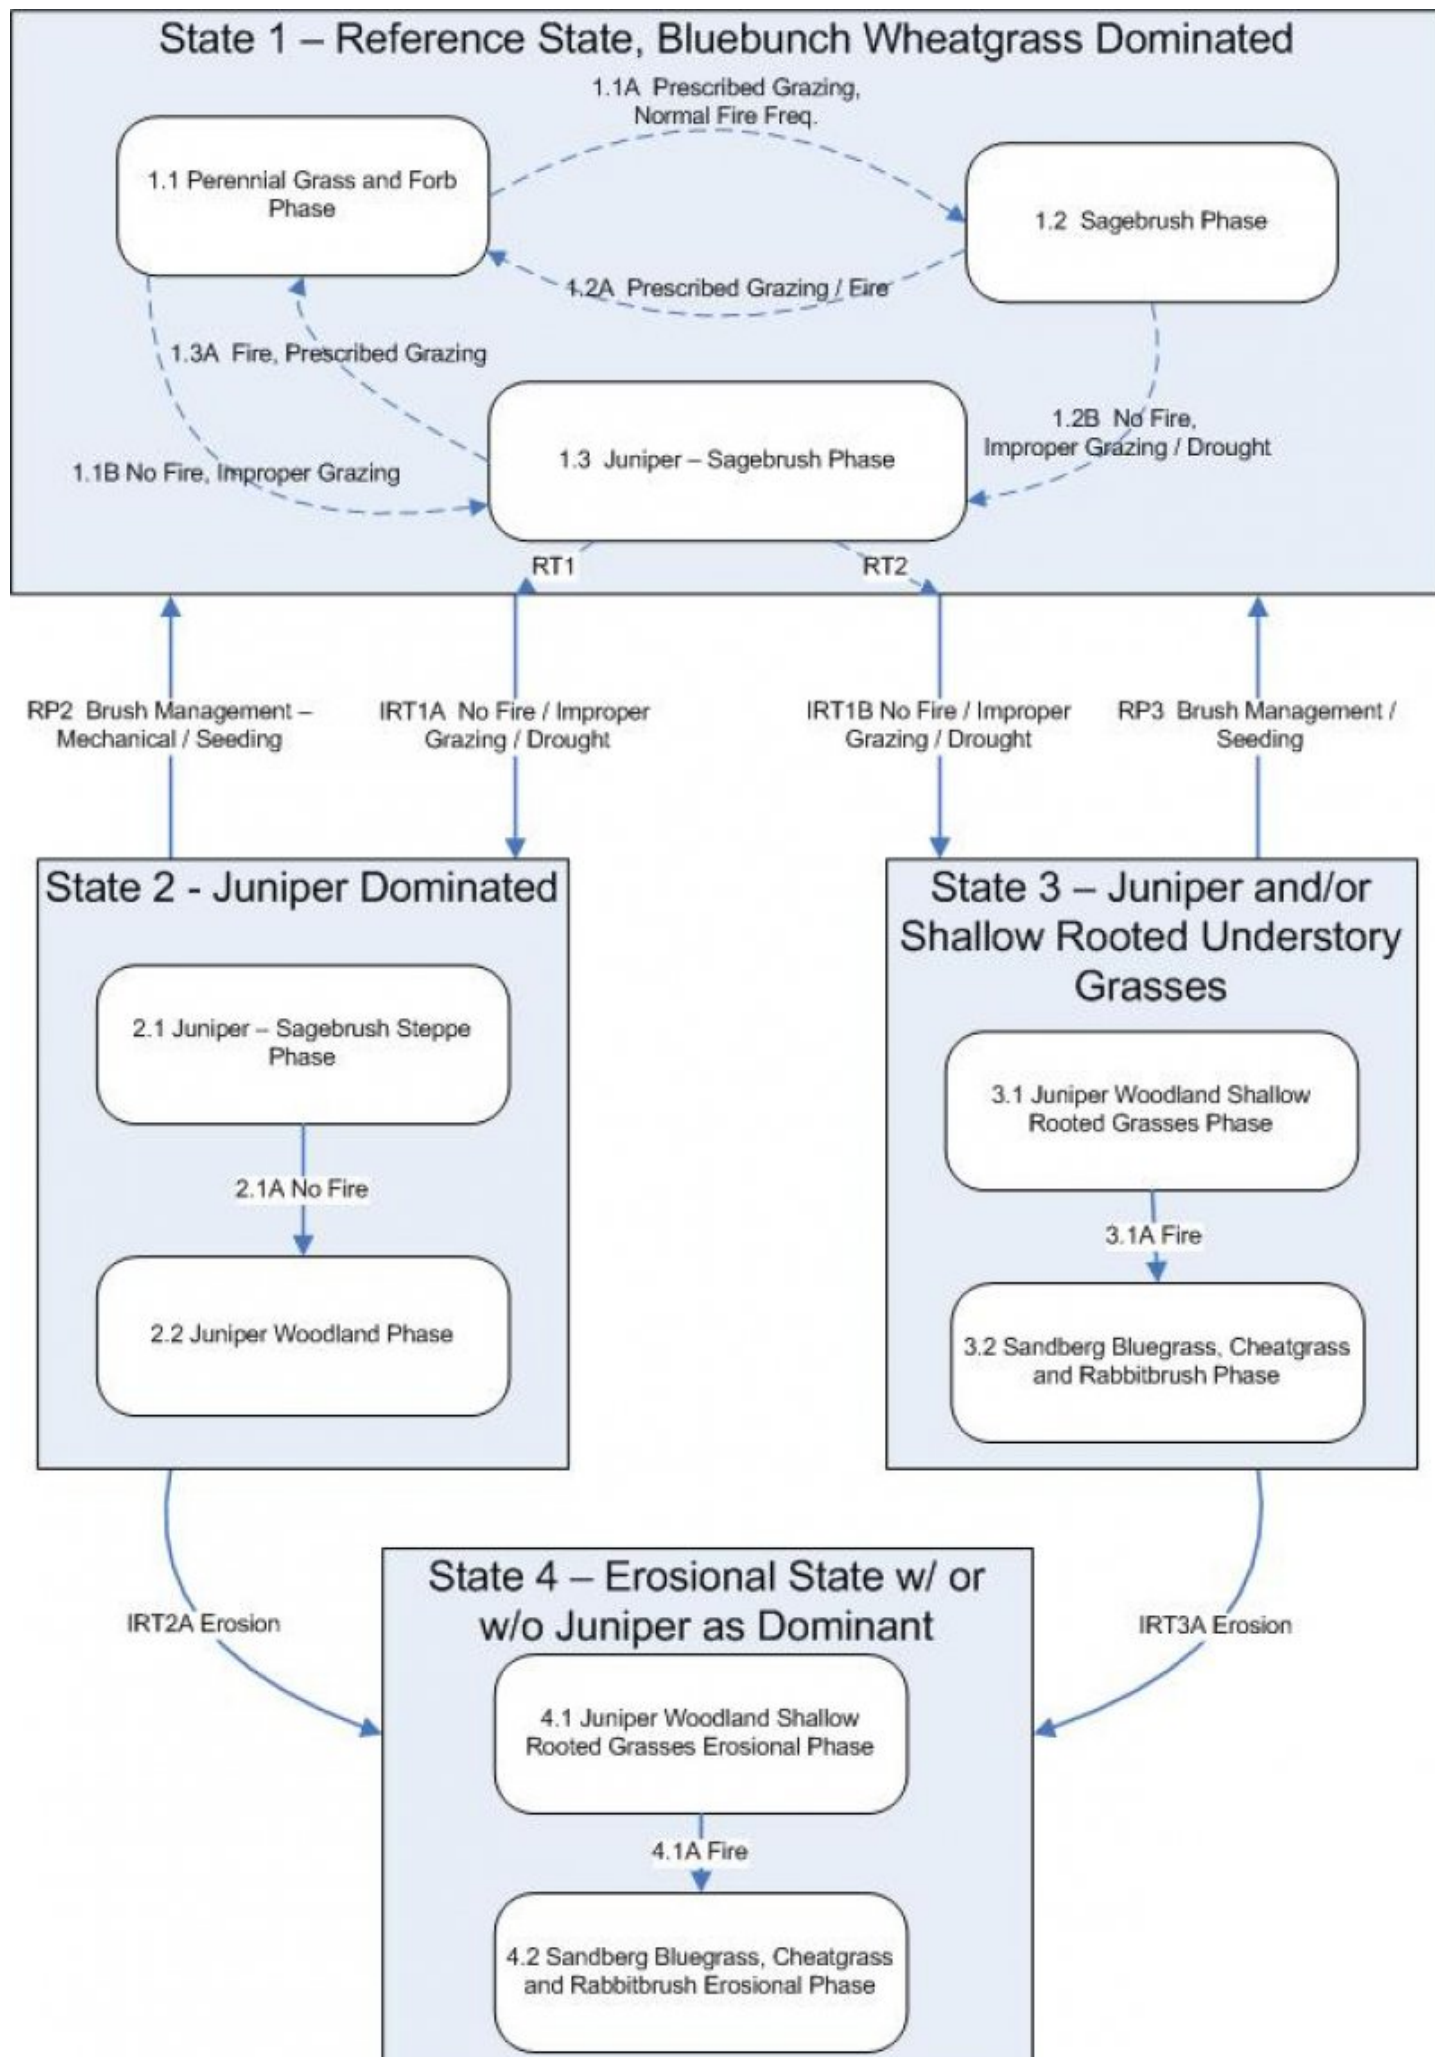 State 1 – Reference State, Bluebunch Wheatgrass Dominated
1.1A  Prescribed Grazing,
Normal Fire Freq.
1.1 Perennial Grass and Forb
Phase
1.2  Sagebrush Phase
1.2A  Prescribed Grazing / Fire
1.3A  Fire, Prescribed Grazing
1.2B  No Fire,
Improper Grazing / Drought
1.3  Juniper – Sagebrush Phase
1.1B No Fire, Improper Grazing
RT1
RT2
RP2  Brush Management –
Mechanical / Seeding
IRT1A  No Fire / Improper
Grazing / Drought
IRT1B No Fire / Improper
Grazing / Drought
RP3  Brush Management /
Seeding
State 2 - Juniper Dominated
2.1 Juniper – Sagebrush Steppe
Phase
2.1A No Fire
2.2 Juniper Woodland Phase
State 3 – Juniper and/or
Shallow Rooted Understory
Grasses
3.1 Juniper Woodland Shallow
Rooted Grasses Phase
3.1A Fire
3.2 Sandberg Bluegrass, Cheatgrass
and Rabbitbrush Phase
IRT2A Erosion
IRT3A Erosion
State 4 – Erosional State w/ or
w/o Juniper as Dominant
4.1 Juniper Woodland Shallow
Rooted Grasses Erosional Phase
4.1A Fire
4.2 Sandberg Bluegrass, Cheatgrass
and Rabbitbrush Erosional Phase